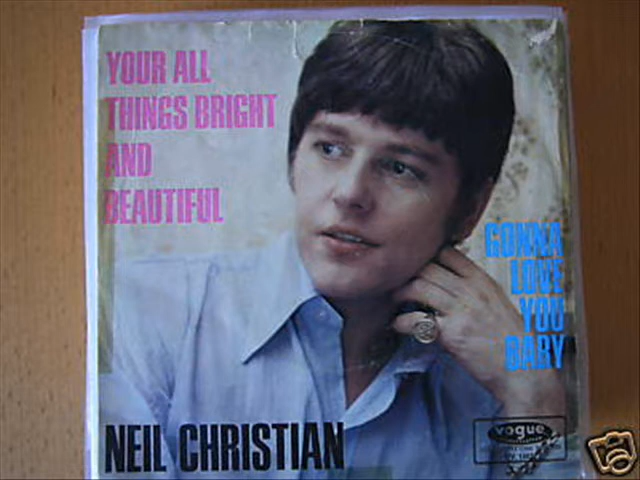 YOUR ALL
THINGS BRIGHT
AND
BEAUTIFUL
GONNA
LOVE
YOU
BABY
NEIL CHRISTIAN
vogue